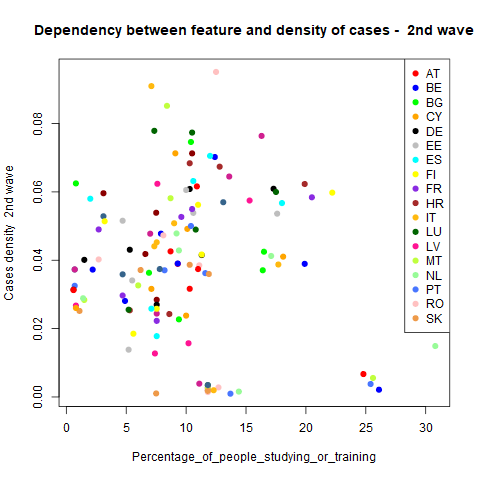 Dependency between feature and density of cases -  2nd wave
Cases density  2nd wave
0.08
0.06
0.04
0.02
0.00
AT
BE
BG
CY
DE
EE
ES
FI
FR
HR
IT
LU
LV
MT
NL
PT
RO
SK
0 5 10 15 20 25 30
Percentage_of_people_studying_or_training